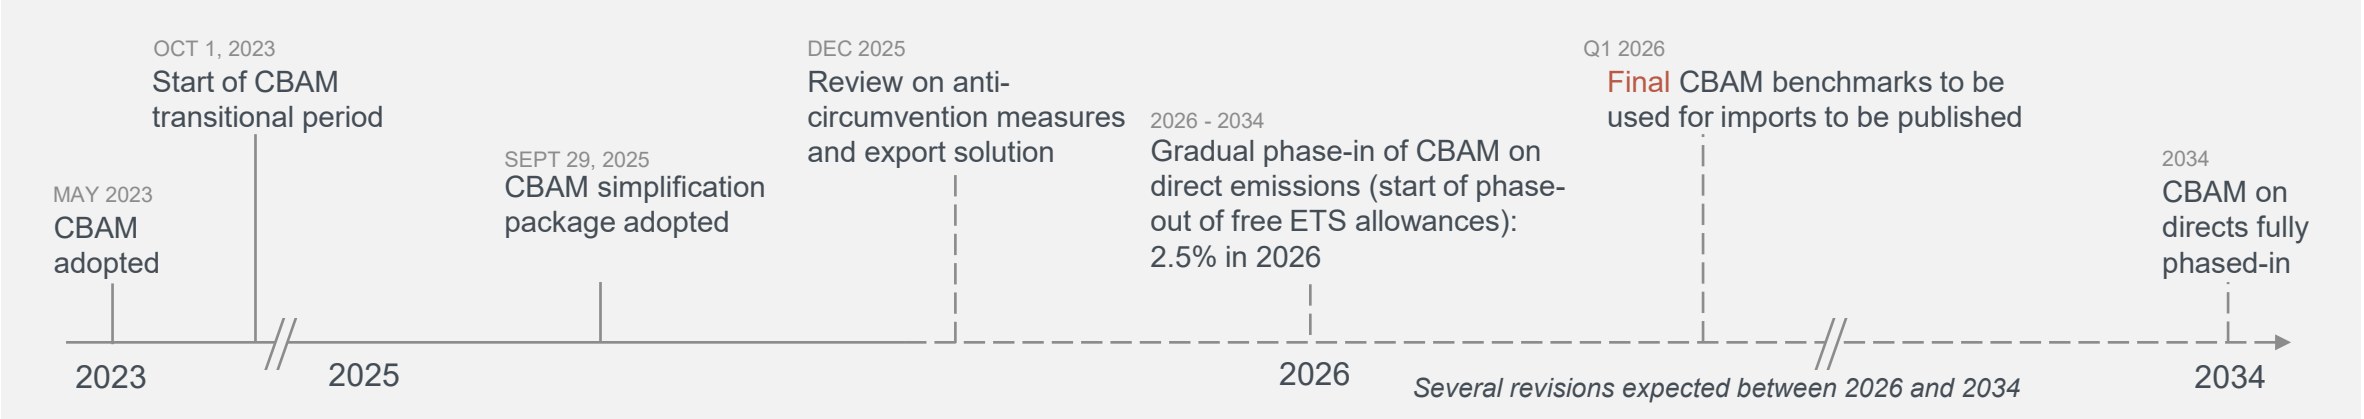 MAY 2023
CBAM
adopted
OCT 1, 2023
Start of CBAM
transitional period
SEPT 29, 2025
CBAM simplification
package adopted
DEC 2025
Review on anti-
circumvention measures
and export solution
2026 - 2034
Gradual phase-in of CBAM on
direct emissions (start of phase-
out of free ETS allowances):
2.5% in 2026
Q1 2026
Final CBAM benchmarks to be
used for imports to be published
2034
CBAM on
directs fully
phased-in
2023
2025
2026
Several revisions expected between 2026 and 2034
2034